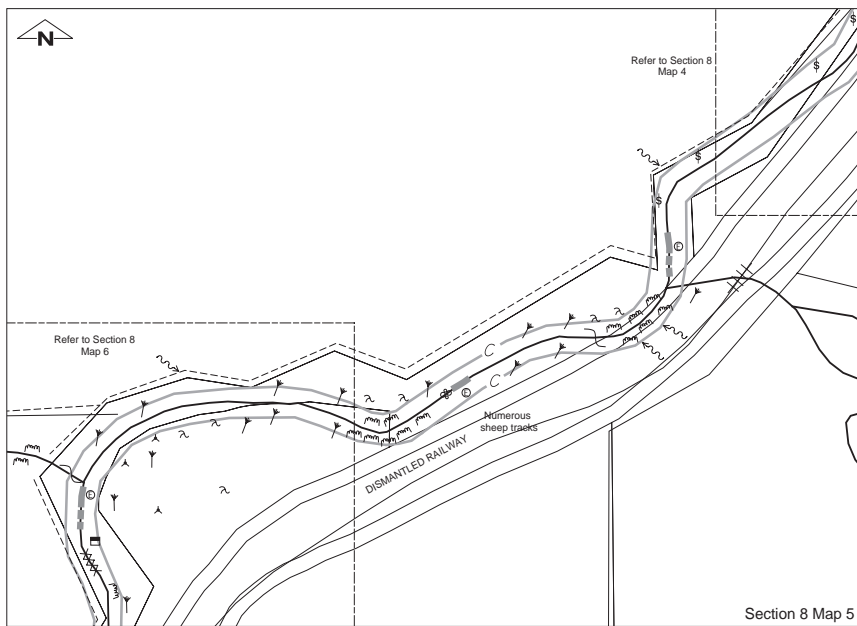 N
Refer to Section 8
Map 4
$
$
$
$
E
Refer to Section 8
Map 6
C
C
E
Numerous
sheep tracks
DISMANTLED RAILWAY
E
Section 8 Map 5